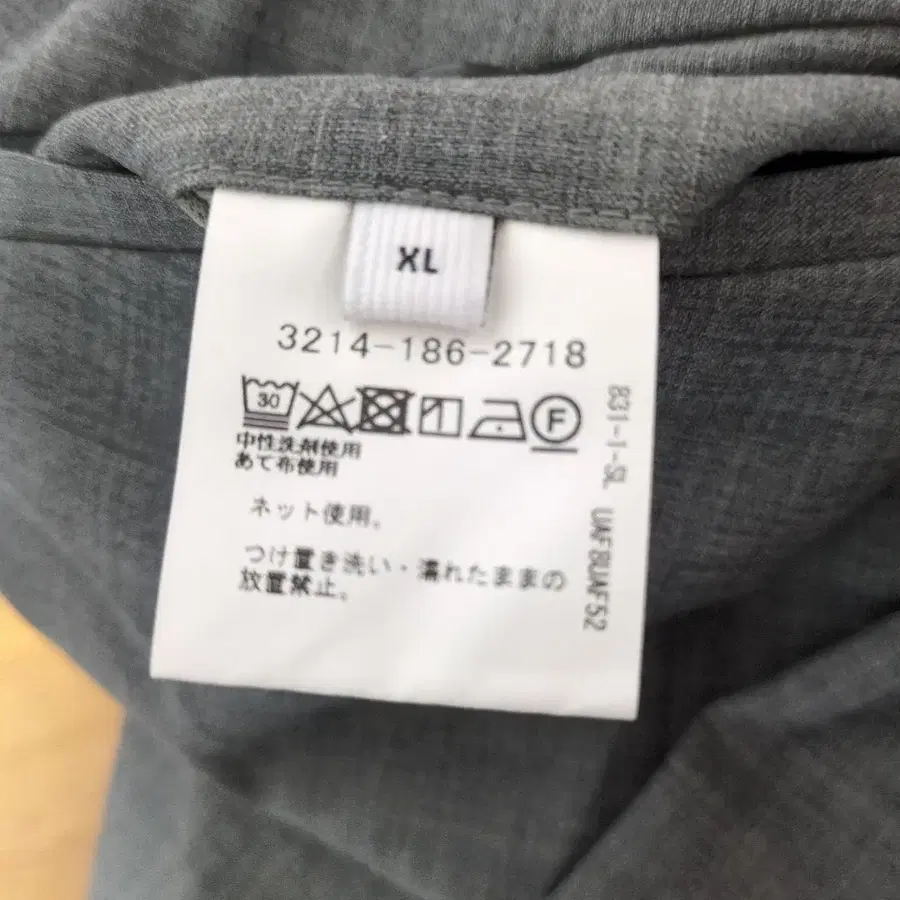 XL
3214-186-2718
30
F
中性洗剤使用
あて布使用
ネット使用。
つけ置き洗い・濡れたままの
放置禁止。
831-1-SL UAF8UAF52